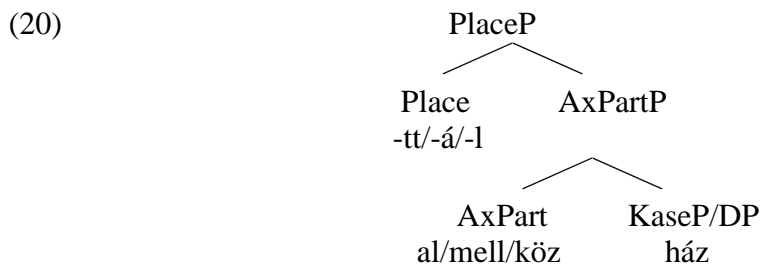 (20) PlaceP
Place AxPartP
-tt/-á/-l
AxPart KaseP/DP
al/mell/köz ház